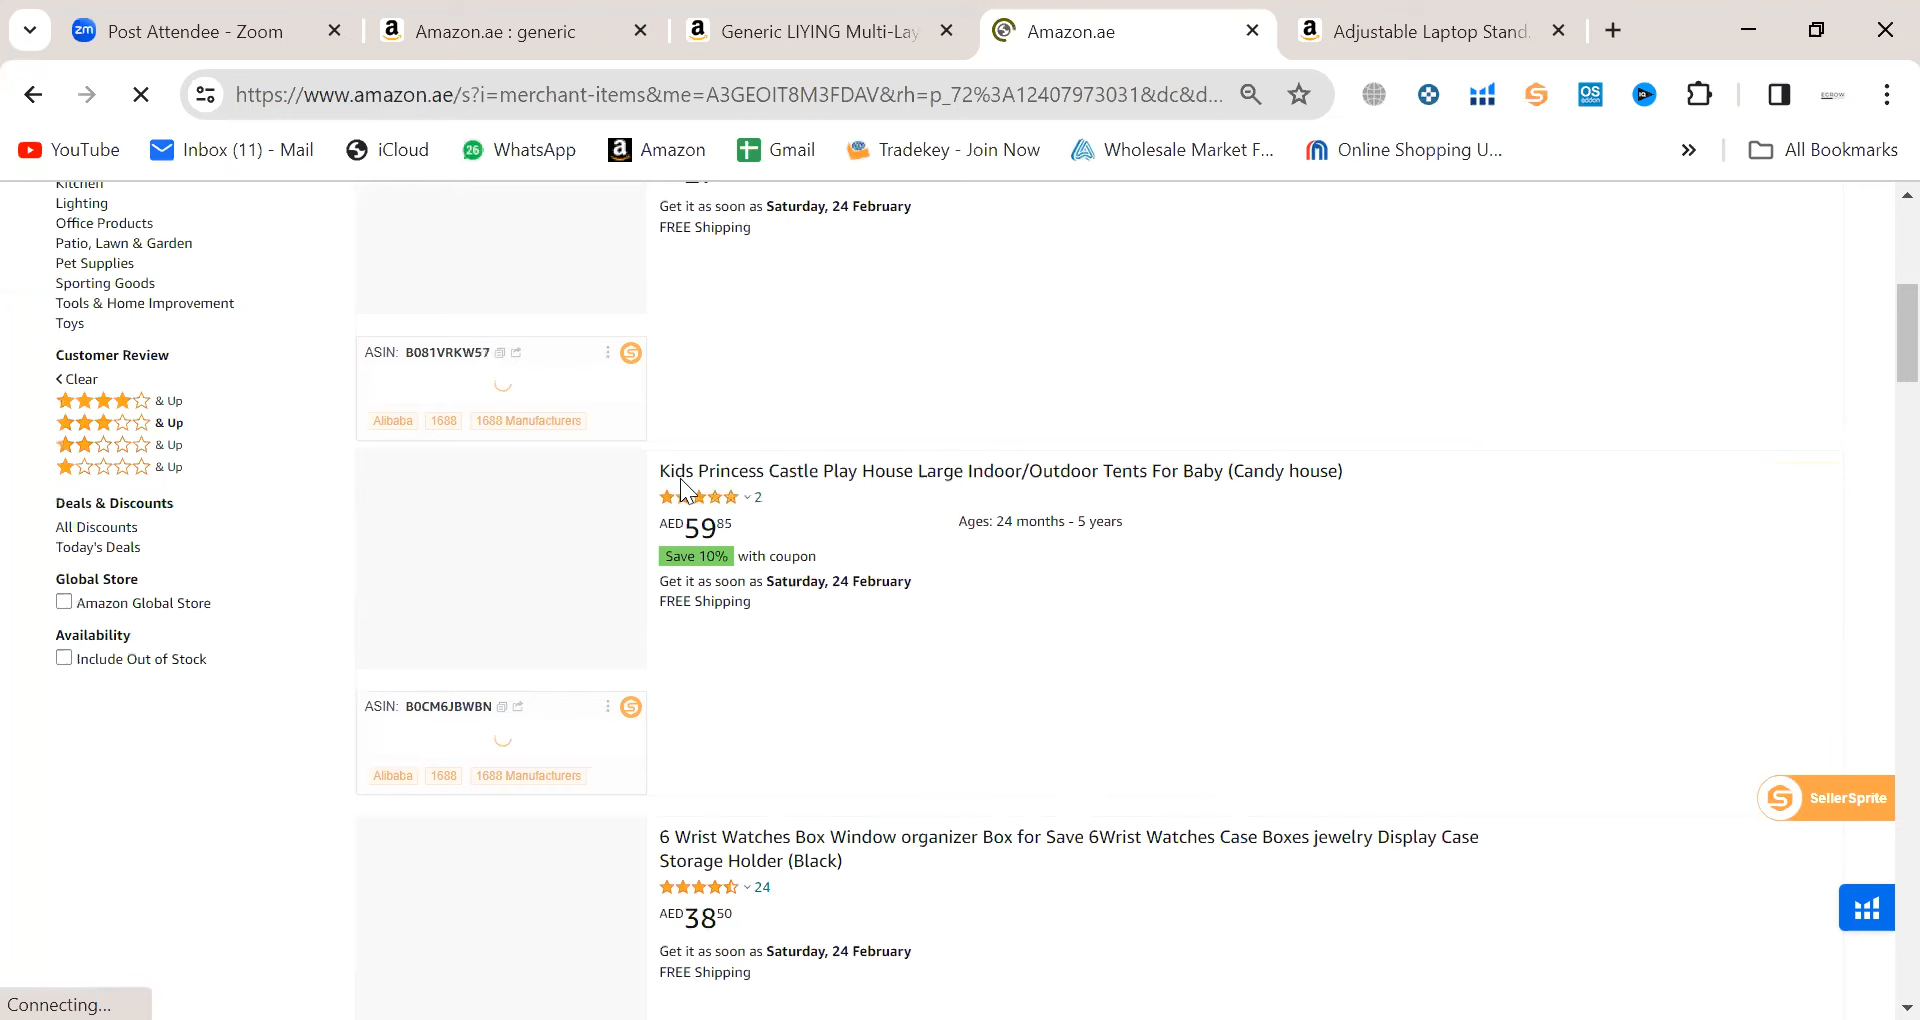 Post Attendee - Zoom
Amazon.ae : generic
Generic LIYING Multi-Lay
Amazon.ae
Adjustable Laptop Stand.
https://www.amazon.ae/s?i=merchant-items&me=A3GEOIT8M3FDAV&rh=p_72%3A12407973031&dc&d...
YouTube
Inbox (11) - Mail
iCloud
26 WhatsApp
Amazon
Gmail
Tradekey - Join Now
Wholesale Market F...
Online Shopping U...
All Bookmarks
Kitchen
Lighting
Office Products
Patio, Lawn & Garden
Pet Supplies
Sporting Goods
Tools & Home Improvement
Toys
Customer Review
Clear
& Up
& Up
& Up
& Up
Deals & Discounts
All Discounts
Today's Deals
Global Store
Amazon Global Store
Availability
Include Out of Stock
Get it as soon as Saturday, 24 February
FREE Shipping
ASIN: B081VRKW57
Alibaba 1688 1688 Manufacturers
Kids Princess Castle Play House Large Indoor/Outdoor Tents For Baby (Candy house)
2
AED 59 85
Ages: 24 months - 5 years
Save 10% with coupon
Get it as soon as Saturday, 24 February
FREE Shipping
ASIN: B0CM6JBWBN
Alibaba 1688 1688 Manufacturers
6 Wrist Watches Box Window organizer Box for Save 6Wrist Watches Case Boxes jewelry Display Case
Storage Holder (Black)
24
AED 38 50
Get it as soon as Saturday, 24 February
FREE Shipping
SellerSprite
Connecting...